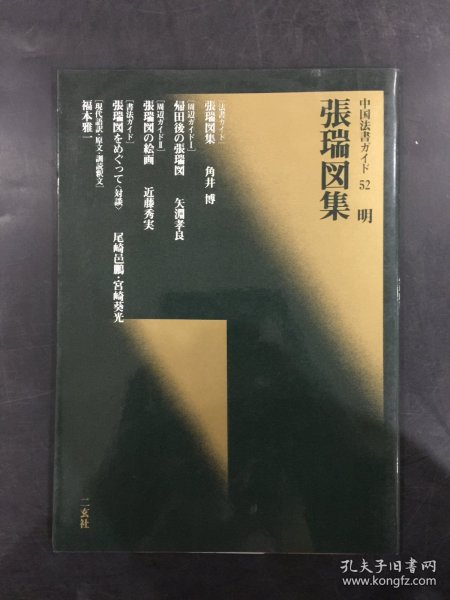 中国法書ガイド 52 明
張瑞図集
[法書ガイド]
張瑞図集 角井 博
[周辺ガイドI]
帰田後の張瑞図 矢淵孝良
[周辺ガイドII]
張瑞図の絵画 近藤秀実
[書法ガイド]
張瑞図をめぐって〈対談〉 尾崎邑鵬・宮崎葵光
[現代語訳・原文・訓読釈文]
福本雅一
二玄社
孔夫子旧书网
www.kongfz.com